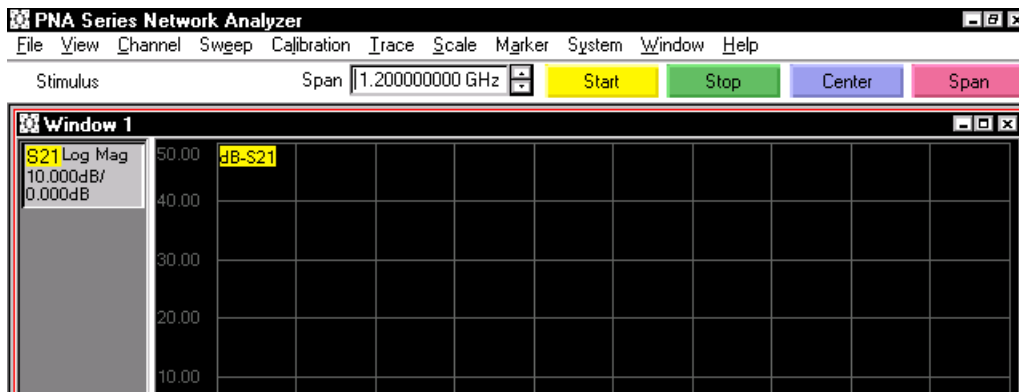 PNA Series Network Analyzer
File View Channel Sweep Calibration Trace Scale Marker System Window Help
Stimulus Span 1.200000000 GHz Start Stop Center Span
Window 1
S21 Log Mag
10.000dB/
0.000dB
50.00 dB-S21
40.00
30.00
20.00
10.00